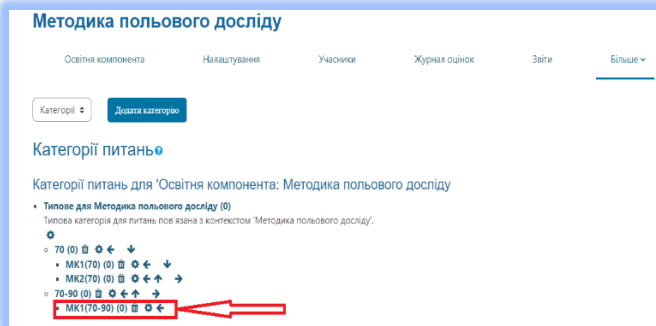 Методика польового досліду
Освітня компонента Налаштування Учасники Журнал оцінок Звіти Більше
Категорії Додати категорію
Категорії питань
Категорії питань для 'Освітня компонента: Методика польового досліду
Типове для Методика польового досліду (0)
Типова категорія для питань пов'язана з контекстом 'Методика польового досліду'.
70 (0)
МК1(70) (0)
МК2(70) (0)
70-90 (0)
МК1(70-90) (0)